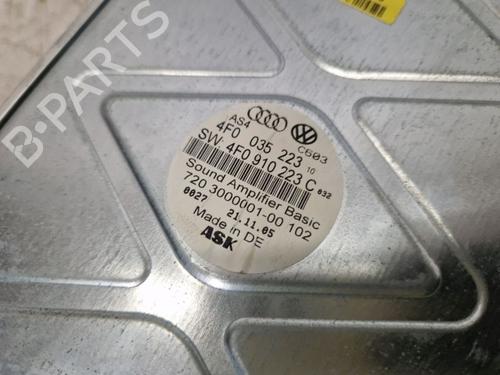 B-PARTS
AS4
C603
4F0 035 223 10
SW 4F0 910 223 C 032
Sound Amplifier Basic
720 3000001-00 102
0027 21.11.05
Made in DE
ASK